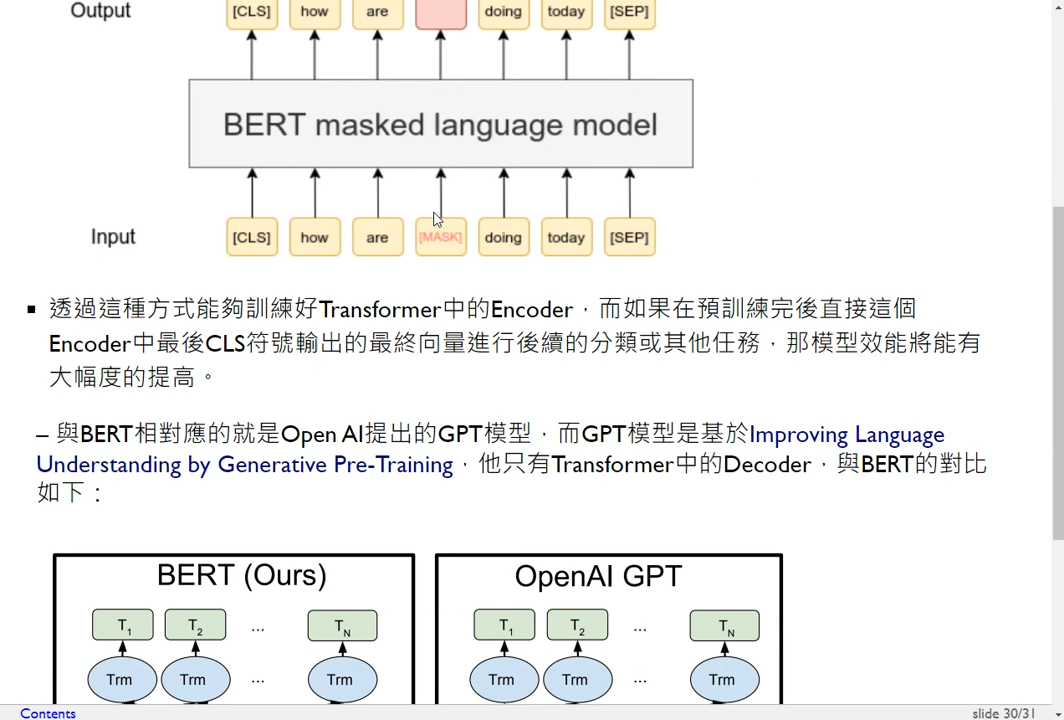 Output [CLS] how are doing today [SEP]
BERT masked language model
Input [CLS] how are [MASK] doing today [SEP]
▪ 透過這種方式能夠訓練好Transformer中的Encoder，而如果在預訓練完後直接這個
Encoder中最後CLS符號輸出的最終向量進行後續的分類或其他任務，那模型效能將能有
大幅度的提高。
– 與BERT相對應的就是Open AI提出的GPT模型，而GPT模型是基於Improving Language
Understanding by Generative Pre-Training，他只有Transformer中的Decoder，與BERT的對比
如下：
BERT (Ours) OpenAI GPT
T1 T2 ... TN T1 T2 ... TN
Trm Trm ... Trm Trm Trm ... Trm
Contents slide 30/31